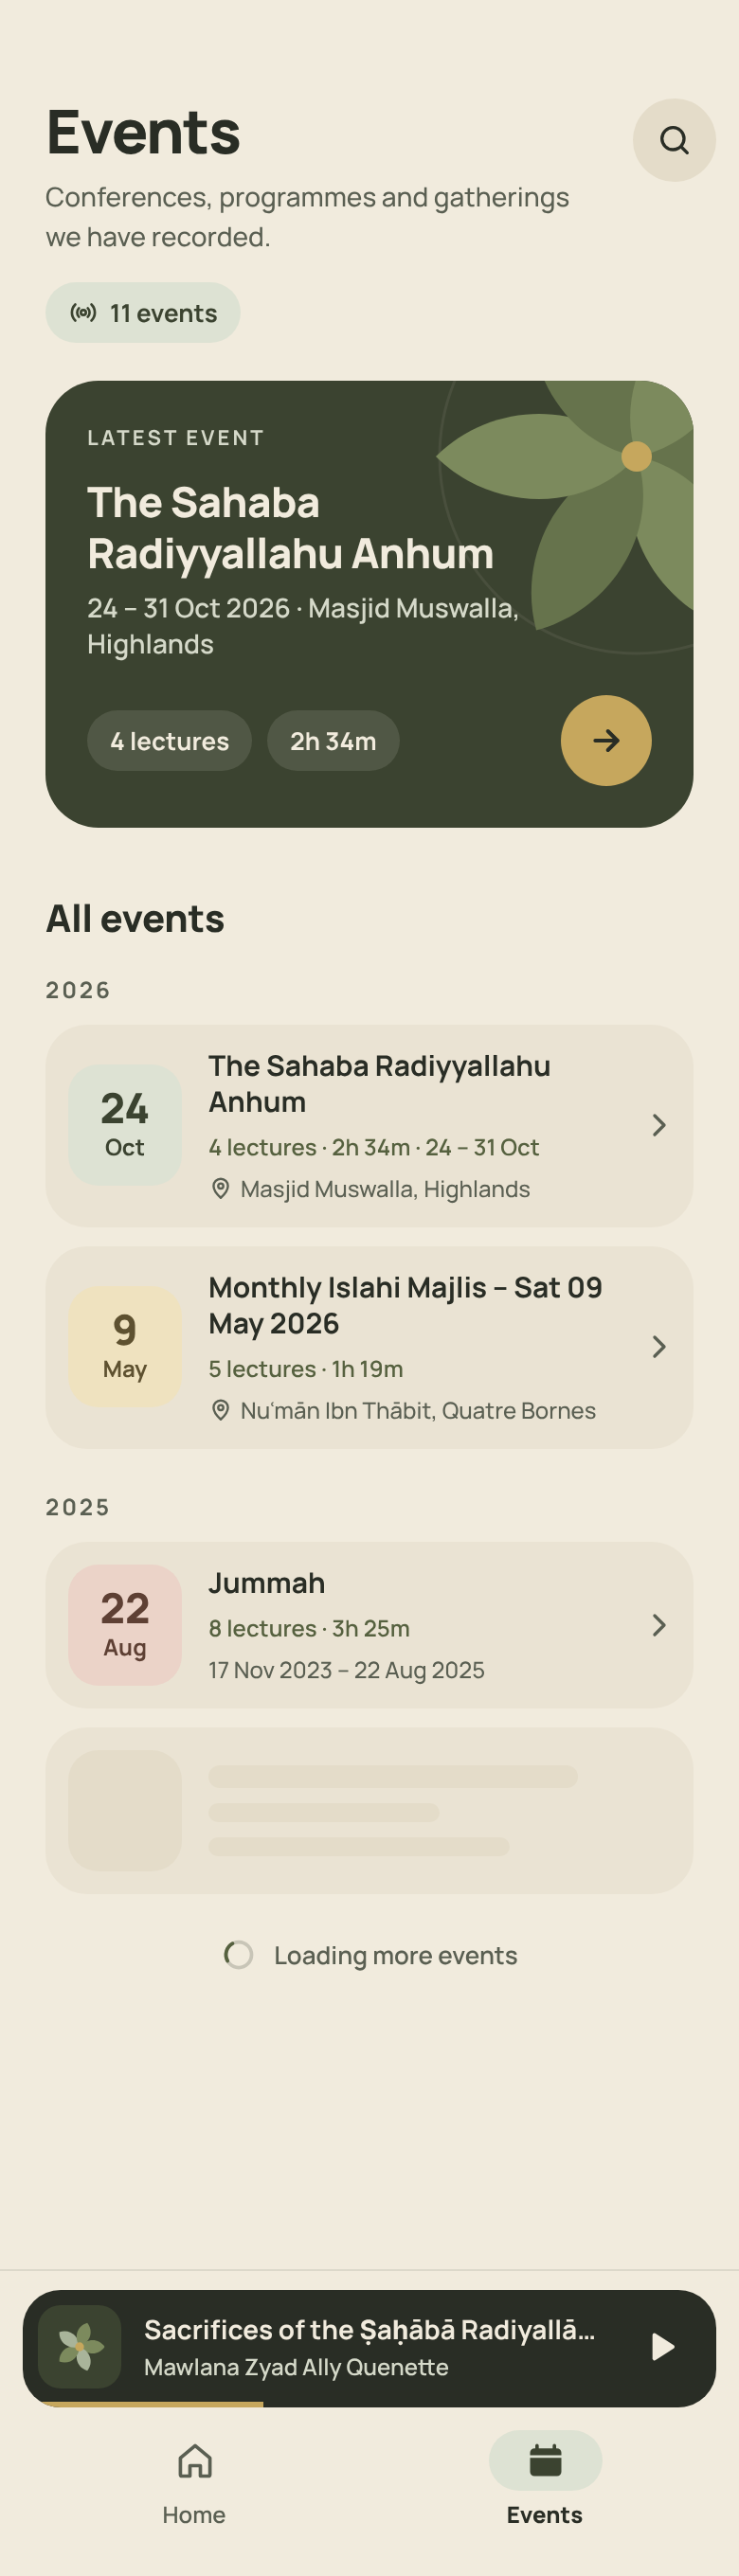 Events
Conferences, programmes and gatherings
we have recorded.
11 events
LATEST EVENT
The Sahaba
Radiyyallahu Anhum
24 – 31 Oct 2026 · Masjid Muswalla,
Highlands
4 lectures
2h 34m
All events
2026
24
Oct
The Sahaba Radiyyallahu
Anhum
4 lectures · 2h 34m · 24 – 31 Oct
Masjid Muswalla, Highlands
9
May
Monthly Islahi Majlis – Sat 09
May 2026
5 lectures · 1h 19m
Nuʻmān Ibn Thābit, Quatre Bornes
2025
22
Aug
Jummah
8 lectures · 3h 25m
17 Nov 2023 – 22 Aug 2025
Loading more events
Sacrifices of the Ṣaḥābā Radiyallā...
Mawlana Zyad Ally Quenette
Home
Events